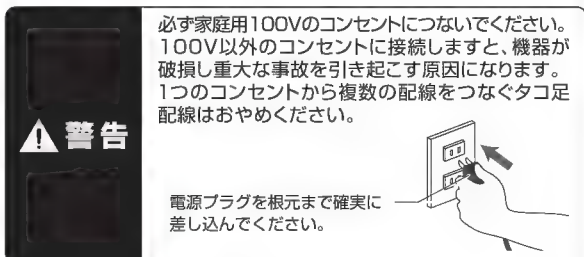 必ず家庭用100Vのコンセントにつないでください。
100V以外のコンセントに接続しますと、機器が
破損し重大な事故を引き起こす原因になります。
1つのコンセントから複数の配線をつなぐタコ足
配線はおやめください。
警告
電源プラグを根元まで確実に
差し込んでください。